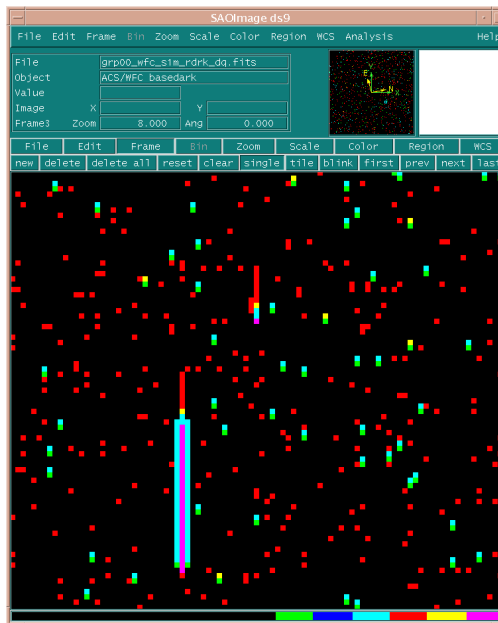 SAOImage ds9
File Edit Frame Bin Zoom Scale Color Region WCS Analysis Help
File grp00_wfc_sim_rdrk_dq.fits
Object ACS/WFC basedark
Value
Image X Y
Frame3 Zoom 8.000 Ang 0.000
Y
E
N
X
File Edit Frame Bin Zoom Scale Color Region WCS
new delete delete all reset clear single tile blink first prev next last